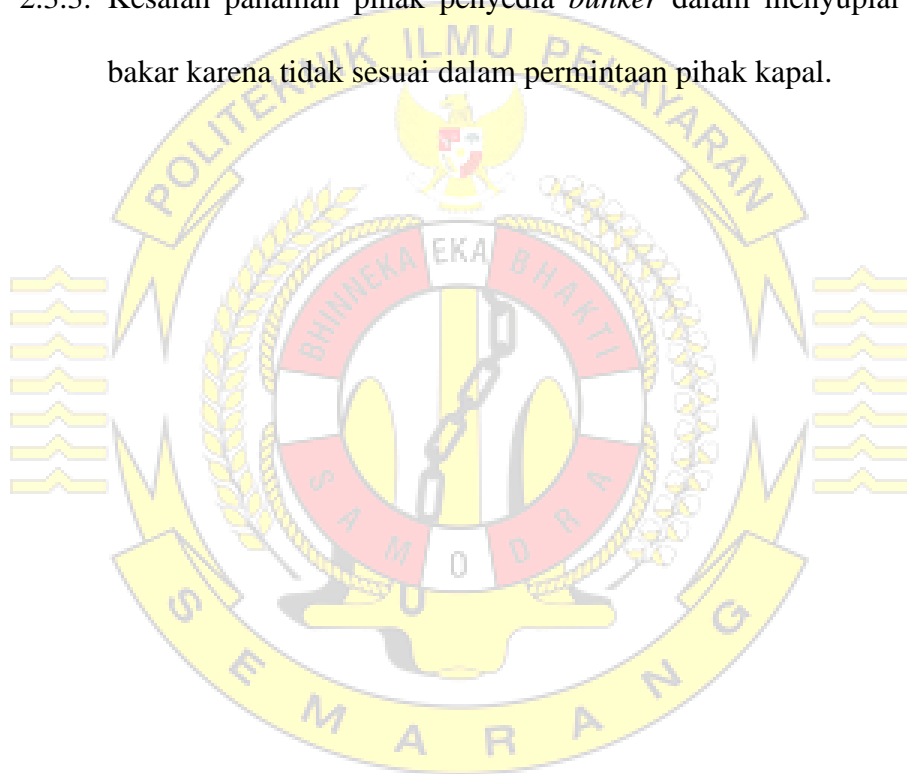 2.3.3. Kesalah pahaman pihak penyedia bunker dalam menyuplai
bakar karena tidak sesuai dalam permintaan pihak kapal.
POLITEKNIK ILMU PELAYARAN
BHINNEKA EKA BHAKTI
SAMODRA
SEMARANG